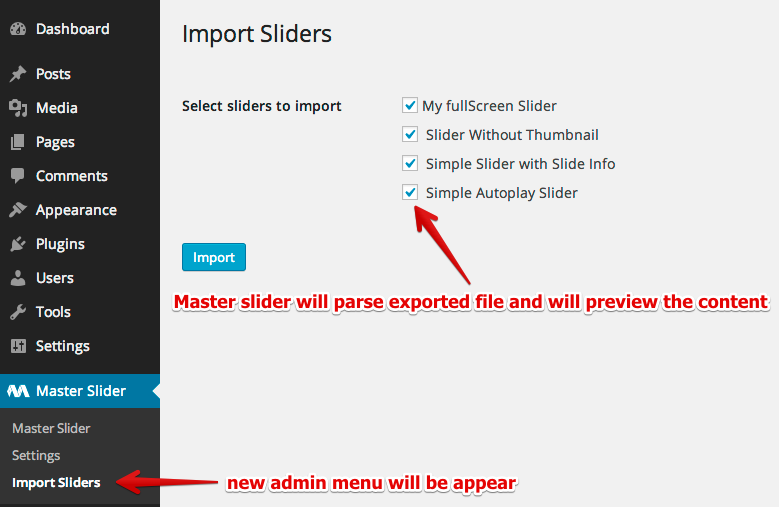 Dashboard
Posts
Media
Pages
Comments
Appearance
Plugins
Users
Tools
Settings
Master Slider
Master Slider
Settings
Import Sliders
Import Sliders
Select sliders to import
My fullScreen Slider
Slider Without Thumbnail
Simple Slider with Slide Info
Simple Autoplay Slider
Import
Master slider will parse exported file and will preview the content
new admin menu will be appear